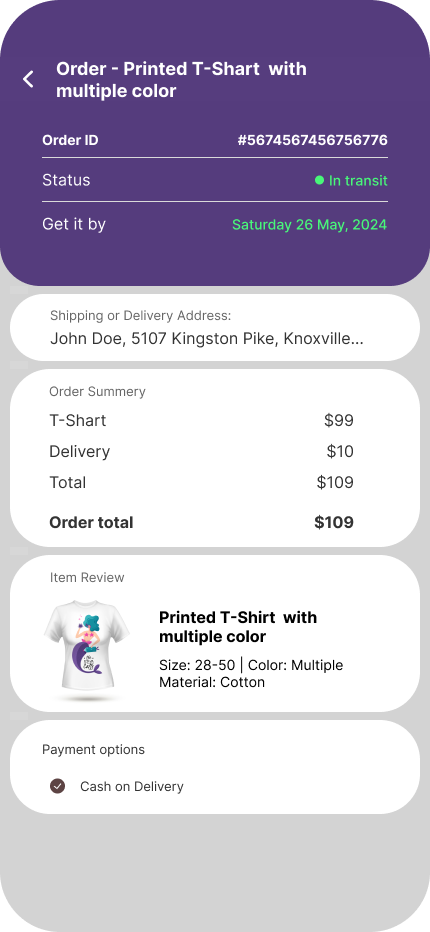 Order - Printed T-Shart with
multiple color
Order ID #5674567456756776
Status In transit
Get it by Saturday 26 May, 2024
Shipping or Delivery Address:
John Doe, 5107 Kingston Pike, Knoxville...
Order Summery
T-Shart $99
Delivery $10
Total $109
Order total $109
Item Review
Printed T-Shirt with
multiple color
Size: 28-50 | Color: Multiple
Material: Cotton
Payment options
Cash on Delivery